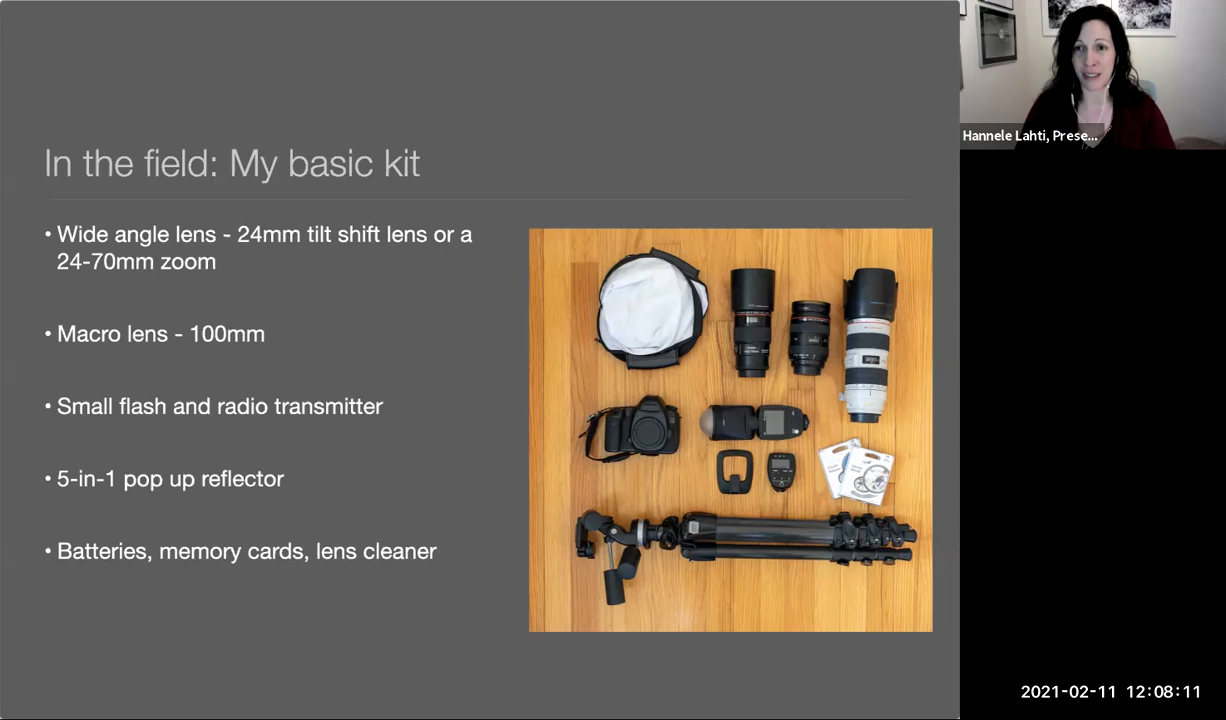 In the field: My basic kit
• Wide angle lens - 24mm tilt shift lens or a
24-70mm zoom
• Macro lens - 100mm
• Small flash and radio transmitter
• 5-in-1 pop up reflector
• Batteries, memory cards, lens cleaner
Hannele Lahti, Prese...
2021-02-11 12:08:11